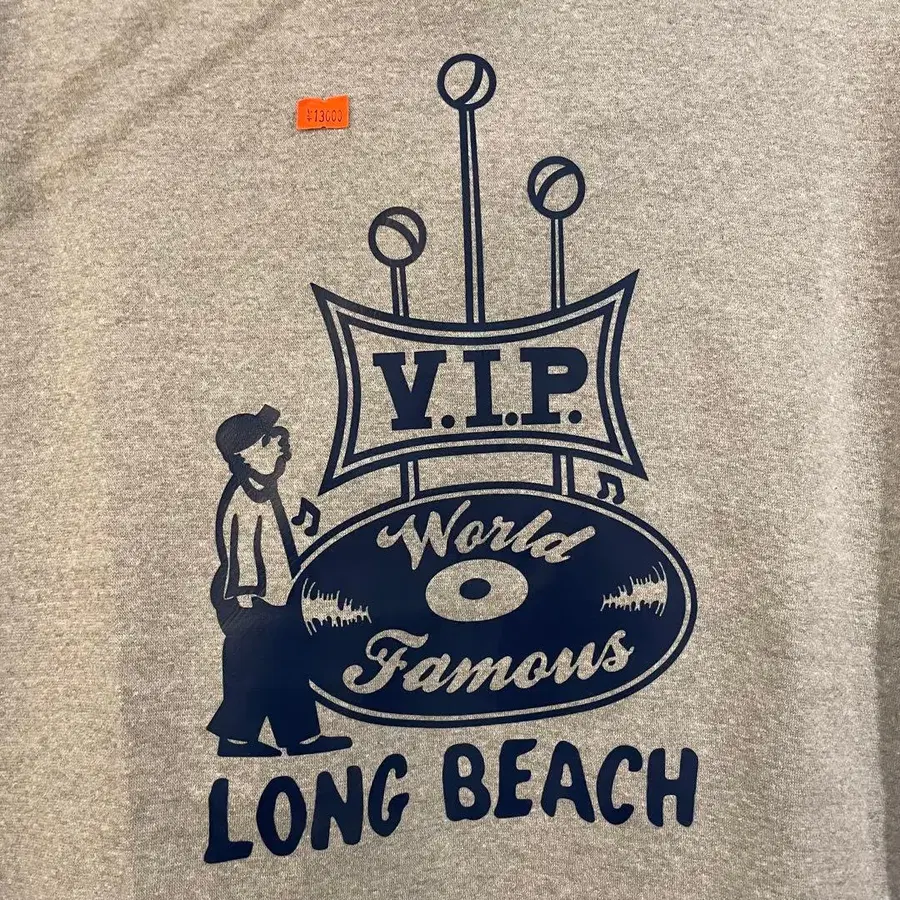 ¥13000
V.I.P.
World
Famous
LONG BEACH